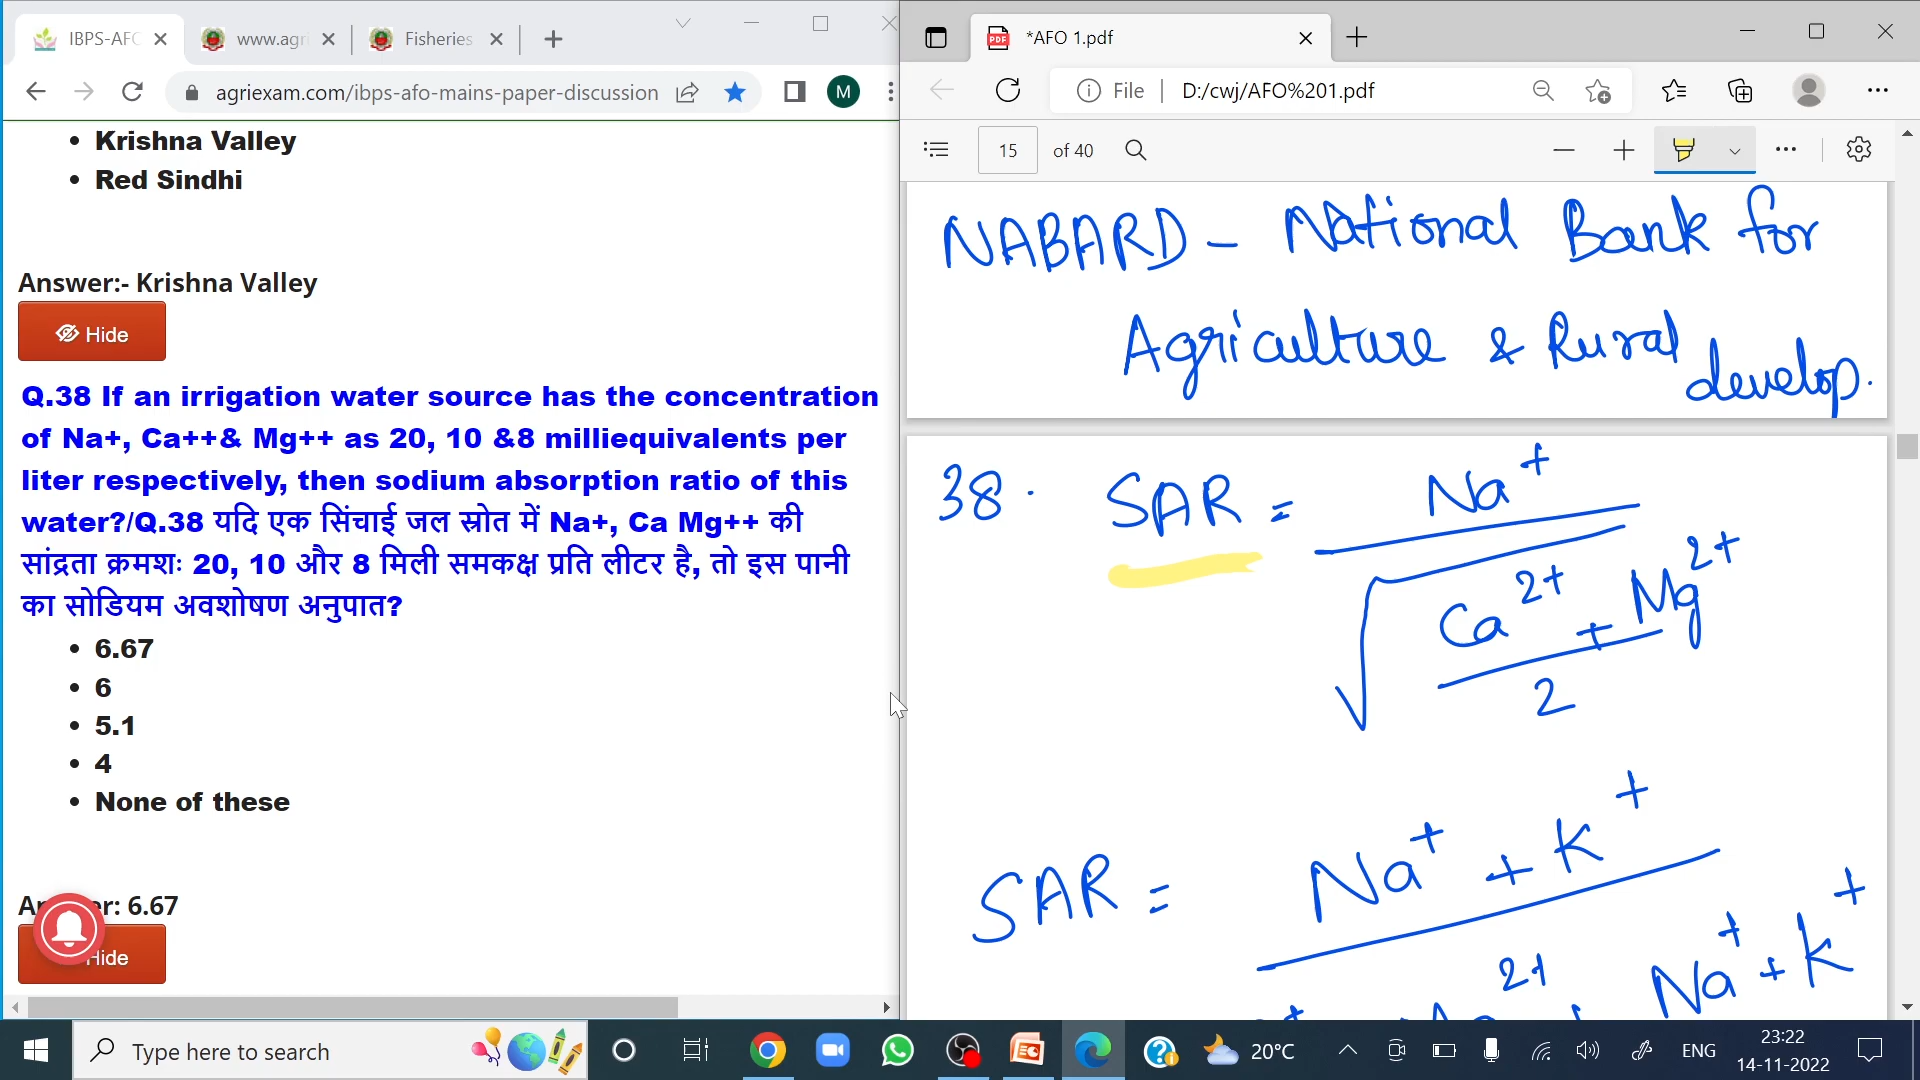 IBPS-AFC
www.agri
Fisheries
agriexam.com/ibps-afo-mains-paper-discussion
M
Krishna Valley
Red Sindhi
Answer:- Krishna Valley
Hide
Q.38 If an irrigation water source has the concentration
of Na+, Ca++& Mg++ as 20, 10 &8 milliequivalents per
liter respectively, then sodium absorption ratio of this
water?/Q.38 यदि एक सिंचाई जल स्रोत में Na+, Ca Mg++ की
सांद्रता क्रमशः 20, 10 और 8 मिली समकक्ष प्रति लीटर है, तो इस पानी
का सोडियम अवशोषण अनुपात?
6.67
6
5.1
4
None of these
r: 6.67
Hide
*AFO 1.pdf
File
D:/cwj/AFO%201.pdf
15 of 40
NABARD - National Bank for
Agriculture & Rural
develop.
38. SAR = Na+
Ca2+ + Mg2+
2
SAR = Na+ + K+
Na+ + K+
2+
Type here to search
20°C
ENG
23:22
14-11-2022